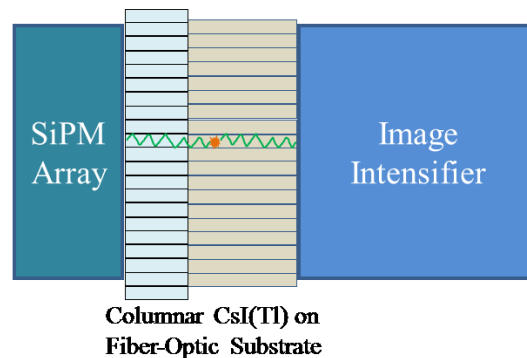 SiPM
Array
Image
Intensifier
Columnar CsI(Tl) on
Fiber-Optic Substrate